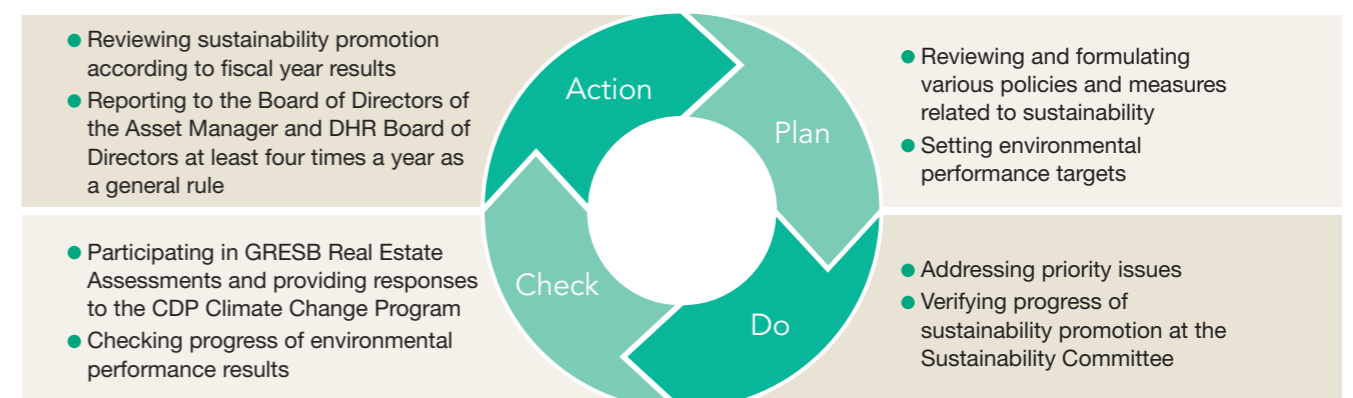 ● Reviewing sustainability promotion
according to fiscal year results
● Reporting to the Board of Directors of
the Asset Manager and DHR Board of
Directors at least four times a year as
a general rule
Action
Plan
● Reviewing and formulating
various policies and measures
related to sustainability
● Setting environmental
performance targets
● Participating in GRESB Real Estate
Assessments and providing responses
to the CDP Climate Change Program
● Checking progress of environmental
performance results
Check
Do
● Addressing priority issues
● Verifying progress of
sustainability promotion at the
Sustainability Committee